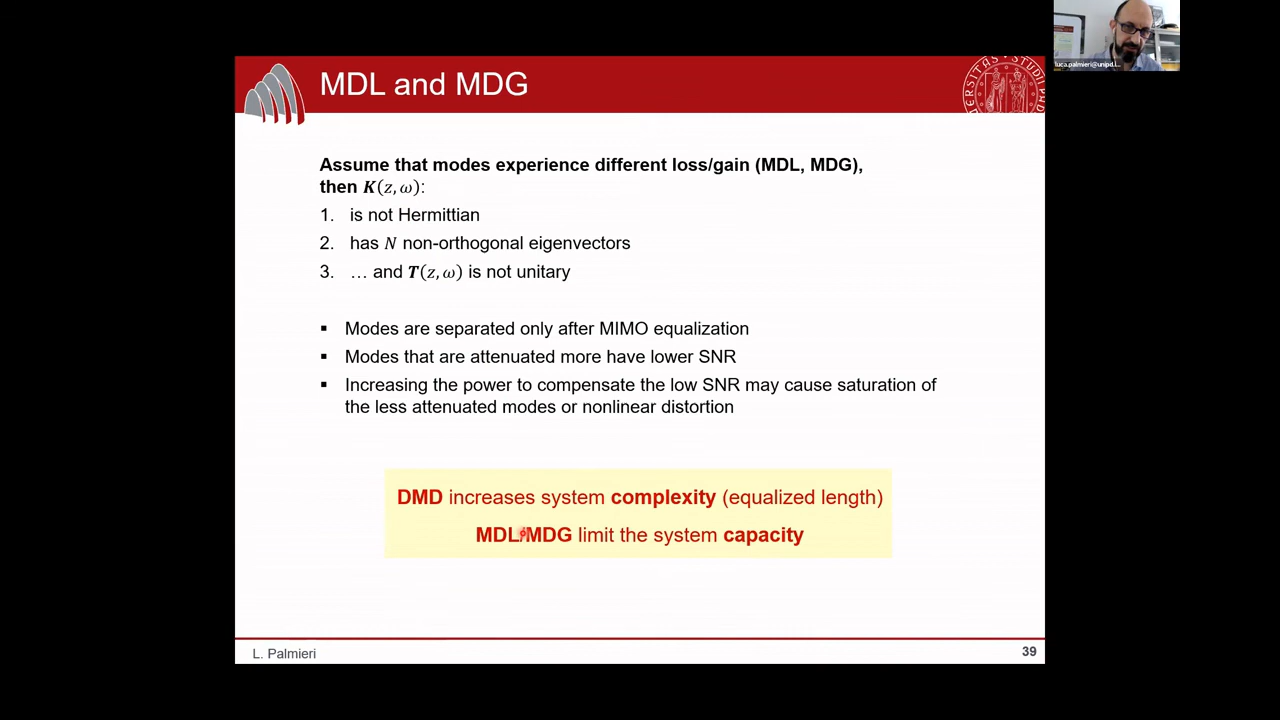 luca.palmieri@unipd.i...
MDL and MDG
Assume that modes experience different loss/gain (MDL, MDG),
then K(z, ω):
1. is not Hermittian
2. has N non-orthogonal eigenvectors
3. … and T(z, ω) is not unitary
▪ Modes are separated only after MIMO equalization
▪ Modes that are attenuated more have lower SNR
▪ Increasing the power to compensate the low SNR may cause saturation of
the less attenuated modes or nonlinear distortion
DMD increases system complexity (equalized length)
MDL/MDG limit the system capacity
L. Palmieri
39